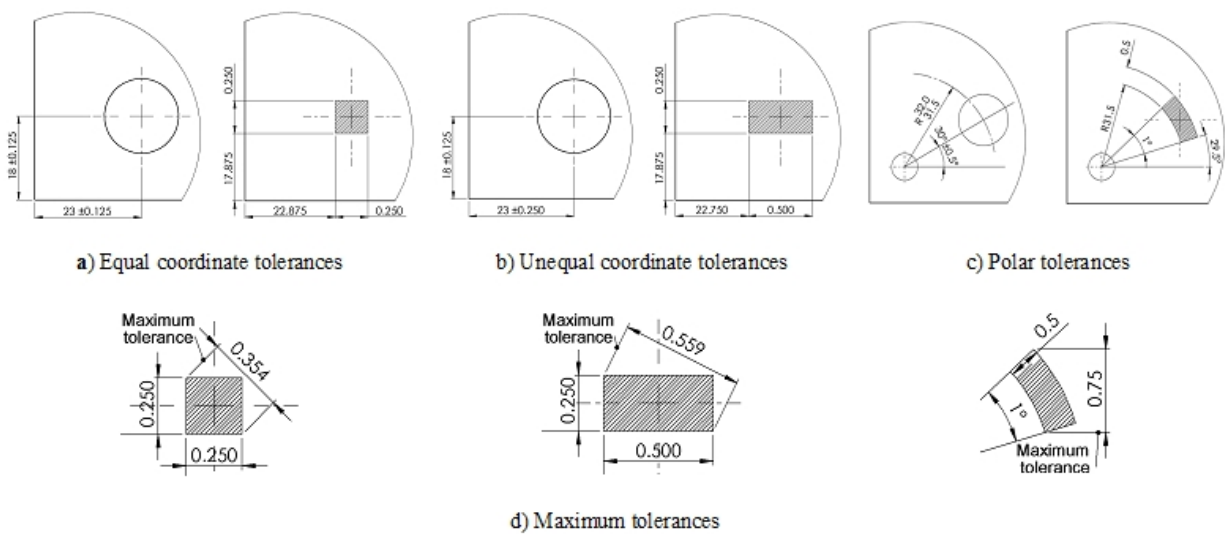 18 ±0.125
23 ±0.125
0.250
17.875
22.875
0.250
18 ±0.125
23 ±0.250
0.250
17.875
22.750
0.500
R 32.0
31.5
30°±0.5°
0.5
R31.5
1°
29.5°
a) Equal coordinate tolerances
b) Unequal coordinate tolerances
c) Polar tolerances
Maximum
tolerance
0.354
0.250
0.250
Maximum
tolerance
0.559
0.250
0.500
0.5
0.75
1°
Maximum
tolerance
d) Maximum tolerances